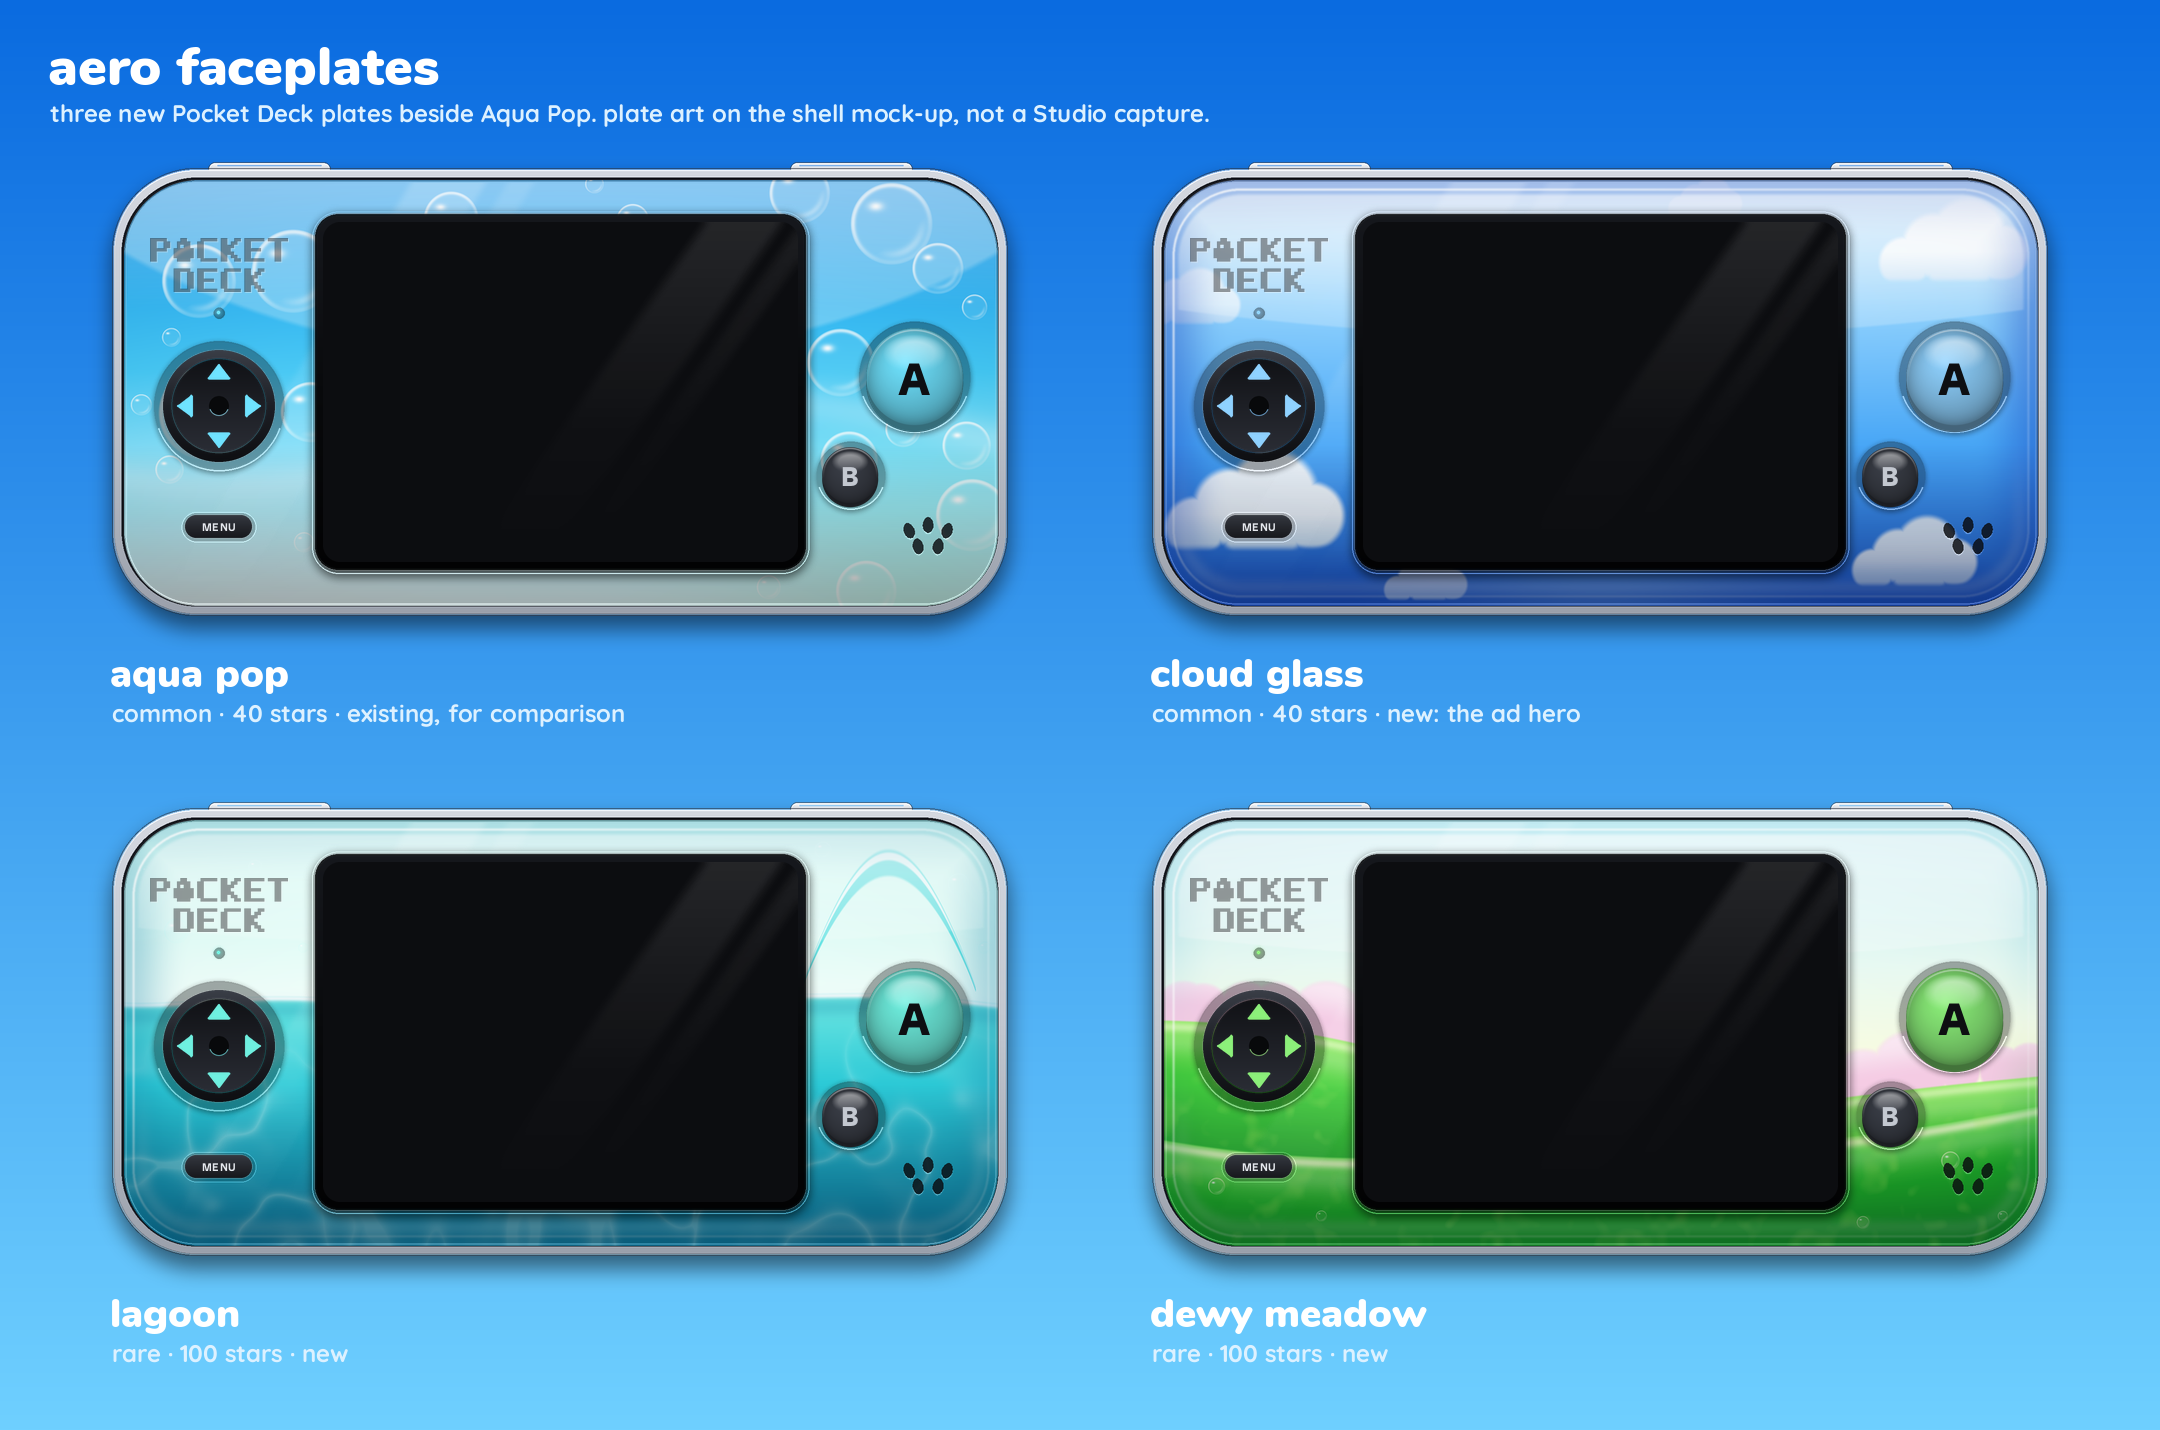 aero faceplates
three new Pocket Deck plates beside Aqua Pop. plate art on the shell mock-up, not a Studio capture.
POCKET
DECK
A
B
MENU
aqua pop
common · 40 stars · existing, for comparison
POCKET
DECK
A
B
MENU
cloud glass
common · 40 stars · new: the ad hero
POCKET
DECK
A
B
MENU
lagoon
rare · 100 stars · new
POCKET
DECK
A
B
MENU
dewy meadow
rare · 100 stars · new